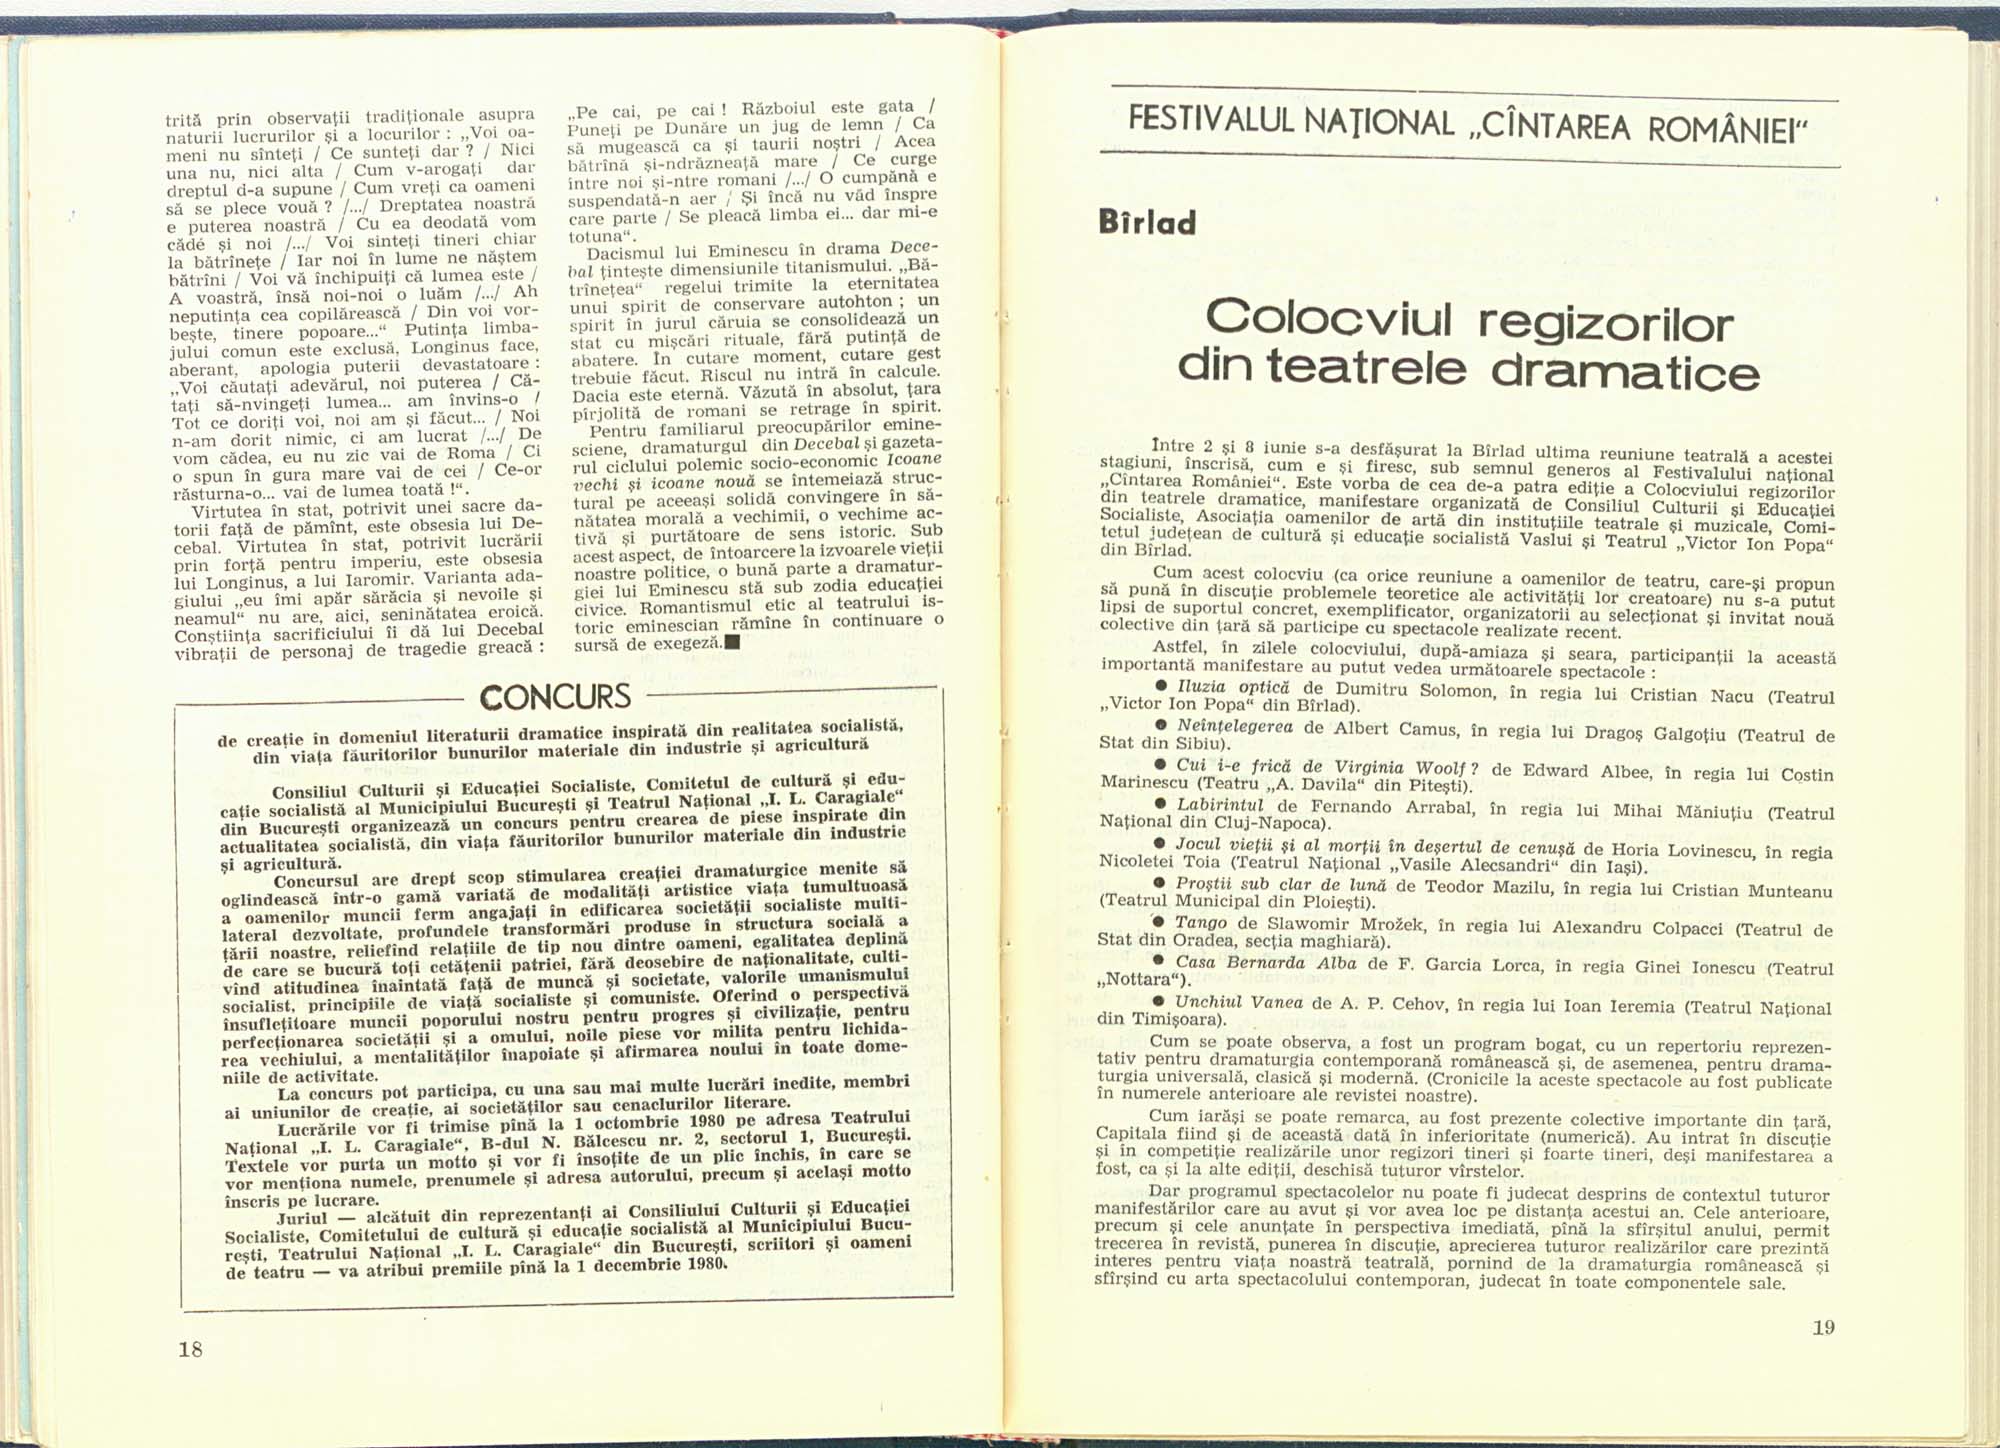 trită prin observații tradiționale asupra
naturii lucrurilor și a locurilor : „Voi oa-
meni nu sînteți / Ce sunteți dar ? / Nici
una nu, nici alta / Cum v-arogați dar
dreptul d-a supune / Cum vreți ca oameni
să se plece vouă ? /.../ Dreptatea noastră
e puterea noastră / Cu ea deodată vom
cădé și noi /.../ Voi sinteți tineri chiar
la bătrînețe / Iar noi în lume ne năștem
bătrîni / Voi vă închipuiți că lumea este /
A voastră, însă noi-noi o luăm /.../ Ah
neputința cea copilărească / Din voi vor-
bește, tinere popoare...“ Putința limba-
jului comun este exclusă, Longinus face,
aberant, apologia puterii devastatoare :
„Voi căutați adevărul, noi puterea / Că-
tați să-nvingeți lumea... am învins-o /
Tot ce doriți voi, noi am și făcut... / Noi
n-am dorit nimic, ci am lucrat /.../ De
vom cădea, eu nu zic vai de Roma / Ci
o spun în gura mare vai de cei / Ce-or
răsturna-o... vai de lumea toată !“.
Virtutea în stat, potrivit unei sacre da-
torii față de pămînt, este obsesia lui De-
cebal. Virtutea în stat, potrivit lucrării
prin forță pentru imperiu, este obsesia
lui Longinus, a lui Iaromir. Varianta ada-
giului „eu îmi apăr sărăcia și nevoile și
neamul“ nu are, aici, seninătatea eroică.
Conștiința sacrificiului îi dă lui Decebal
vibrații de personaj de tragedie greacă :
„Pe cai, pe cai ! Războiul este gata /
Puneți pe Dunăre un jug de lemn / Ca
să mugească ca și taurii noștri / Acea
bătrînă și-ndrăzneață mare / Ce curge
între noi și-ntre romani /.../ O cumpănă e
suspendată-n aer / Și încă nu văd înspre
care parte / Se pleacă limba ei... dar mi-e
totuna“.
Dacismul lui Eminescu în drama Dece-
bal țintește dimensiunile titanismului. „Bă-
trînețea“ regelui trimite la eternitatea
unui spirit de conservare autohton ; un
spirit în jurul căruia se consolidează un
stat cu mișcări rituale, fără putință de
abatere. În cutare moment, cutare gest
trebuie făcut. Riscul nu intră în calcule.
Dacia este eternă. Văzută în absolut, țara
pîrjolită de romani se retrage în spirit.
Pentru familiarul preocupărilor emine-
sciene, dramaturgul din Decebal și gazeta-
rul ciclului polemic socio-economic Icoane
vechi și icoane nouă se întemeiază struc-
tural pe aceeași solidă convingere în să-
nătatea morală a vechimii, o vechime ac-
tivă și purtătoare de sens istoric. Sub
acest aspect, de întoarcere la izvoarele vieții
noastre politice, o bună parte a dramatur-
giei lui Eminescu stă sub zodia educației
civice. Romantismul etic al teatrului is-
toric eminescian rămîne în continuare o
sursă de exegeză.■
CONCURS
de creație în domeniul literaturii dramatice inspirată din realitatea socialistă,
din viața făuritorilor bunurilor materiale din industrie și agricultură
Consiliul Culturii și Educației Socialiste, Comitetul de cultură și edu-
cație socialistă al Municipiului București și Teatrul Național „I. L. Caragiale“
din București organizează un concurs pentru crearea de piese inspirate din
actualitatea socialistă, din viața făuritorilor bunurilor materiale din industrie
și agricultură.
Concursul are drept scop stimularea creației dramaturgice menite să
oglindească într-o gamă variată de modalități artistice viața tumultuoasă
a oamenilor muncii ferm angajați în edificarea societății socialiste multi-
lateral dezvoltate, profundele transformări produse în structura socială a
țării noastre, reliefînd relațiile de tip nou dintre oameni, egalitatea deplină
de care se bucură toți cetățenii patriei, fără deosebire de naționalitate, culti-
vînd atitudinea înaintată față de muncă și societate, valorile umanismului
socialist, principiile de viață socialiste și comuniste. Oferind o perspectivă
însuflețitoare muncii poporului nostru pentru progres și civilizație, pentru
perfecționarea societății și a omului, noile piese vor milita pentru lichida-
rea vechiului, a mentalităților înapoiate și afirmarea noului în toate dome-
niile de activitate.
La concurs pot participa, cu una sau mai multe lucrări inedite, membri
ai uniunilor de creație, ai societăților sau cenaclurilor literare.
Lucrările vor fi trimise pînă la 1 octombrie 1980 pe adresa Teatrului
Național „I. L. Caragiale“, B-dul N. Bălcescu nr. 2, sectorul 1, București.
Textele vor purta un motto și vor fi însoțite de un plic închis, în care se
vor menționa numele, prenumele și adresa autorului, precum și același motto
înscris pe lucrare.
Juriul — alcătuit din reprezentanți ai Consiliului Culturii și Educației
Socialiste, Comitetului de cultură și educație socialistă al Municipiului Bucu-
rești, Teatrului Național „I. L. Caragiale“ din București, scriitori și oameni
de teatru — va atribui premiile pînă la 1 decembrie 1980.
18
FESTIVALUL NAȚIONAL „CÎNTAREA ROMÂNIEI“
Bîrlad
Colocviul regizorilor
din teatrele dramatice
Între 2 și 8 iunie s-a desfășurat la Bîrlad ultima reuniune teatrală a acestei
stagiuni, înscrisă, cum e și firesc, sub semnul generos al Festivalului național
„Cîntarea României“. Este vorba de cea de-a patra ediție a Colocviului regizorilor
din teatrele dramatice, manifestare organizată de Consiliul Culturii și Educației
Socialiste, Asociația oamenilor de artă din instituțiile teatrale și muzicale, Comi-
tetul județean de cultură și educație socialistă Vaslui și Teatrul „Victor Ion Popa“
din Bîrlad.
Cum acest colocviu (ca orice reuniune a oamenilor de teatru, care-și propun
să pună în discuție problemele teoretice ale activității lor creatoare) nu s-a putut
lipsi de suportul concret, exemplificator, organizatorii au selecționat și invitat nouă
colective din țară să participe cu spectacole realizate recent.
Astfel, în zilele colocviului, după-amiaza și seara, participanții la această
importantă manifestare au putut vedea următoarele spectacole :
● Iluzia optică de Dumitru Solomon, în regia lui Cristian Nacu (Teatrul
„Victor Ion Popa“ din Bîrlad).
● Neînțelegerea de Albert Camus, în regia lui Dragoș Galgoțiu (Teatrul de
Stat din Sibiu).
● Cui i-e frică de Virginia Woolf ? de Edward Albee, în regia lui Costin
Marinescu (Teatru „A. Davila“ din Pitești).
● Labirintul de Fernando Arrabal, în regia lui Mihai Măniuțiu (Teatrul
Național din Cluj-Napoca).
● Jocul vieții și al morții în deșertul de cenușă de Horia Lovinescu, în regia
Nicoletei Toia (Teatrul Național „Vasile Alecsandri“ din Iași).
● Proștii sub clar de lună de Teodor Mazilu, în regia lui Cristian Munteanu
(Teatrul Municipal din Ploiești).
● Tango de Slawomir Mrožek, în regia lui Alexandru Colpacci (Teatrul de
Stat din Oradea, secția maghiară).
● Casa Bernarda Alba de F. Garcia Lorca, în regia Ginei Ionescu (Teatrul
„Nottara“).
● Unchiul Vanea de A. P. Cehov, în regia lui Ioan Ieremia (Teatrul Național
din Timișoara).
Cum se poate observa, a fost un program bogat, cu un repertoriu reprezen-
tativ pentru dramaturgia contemporană românească și, de asemenea, pentru drama-
turgia universală, clasică și modernă. (Cronicile la aceste spectacole au fost publicate
în numerele anterioare ale revistei noastre).
Cum iarăși se poate remarca, au fost prezente colective importante din țară,
Capitala fiind și de această dată în inferioritate (numerică). Au intrat în discuție
și în competiție realizările unor regizori tineri și foarte tineri, deși manifestarea a
fost, ca și la alte ediții, deschisă tuturor vîrstelor.
Dar programul spectacolelor nu poate fi judecat desprins de contextul tuturor
manifestărilor care au avut și vor avea loc pe distanța acestui an. Cele anterioare,
precum și cele anunțate în perspectiva imediată, pînă la sfîrșitul anului, permit
trecerea în revistă, punerea în discuție, aprecierea tuturor realizărilor care prezintă
interes pentru viața noastră teatrală, pornind de la dramaturgia românească și
sfîrșind cu arta spectacolului contemporan, judecat în toate componentele sale.
19